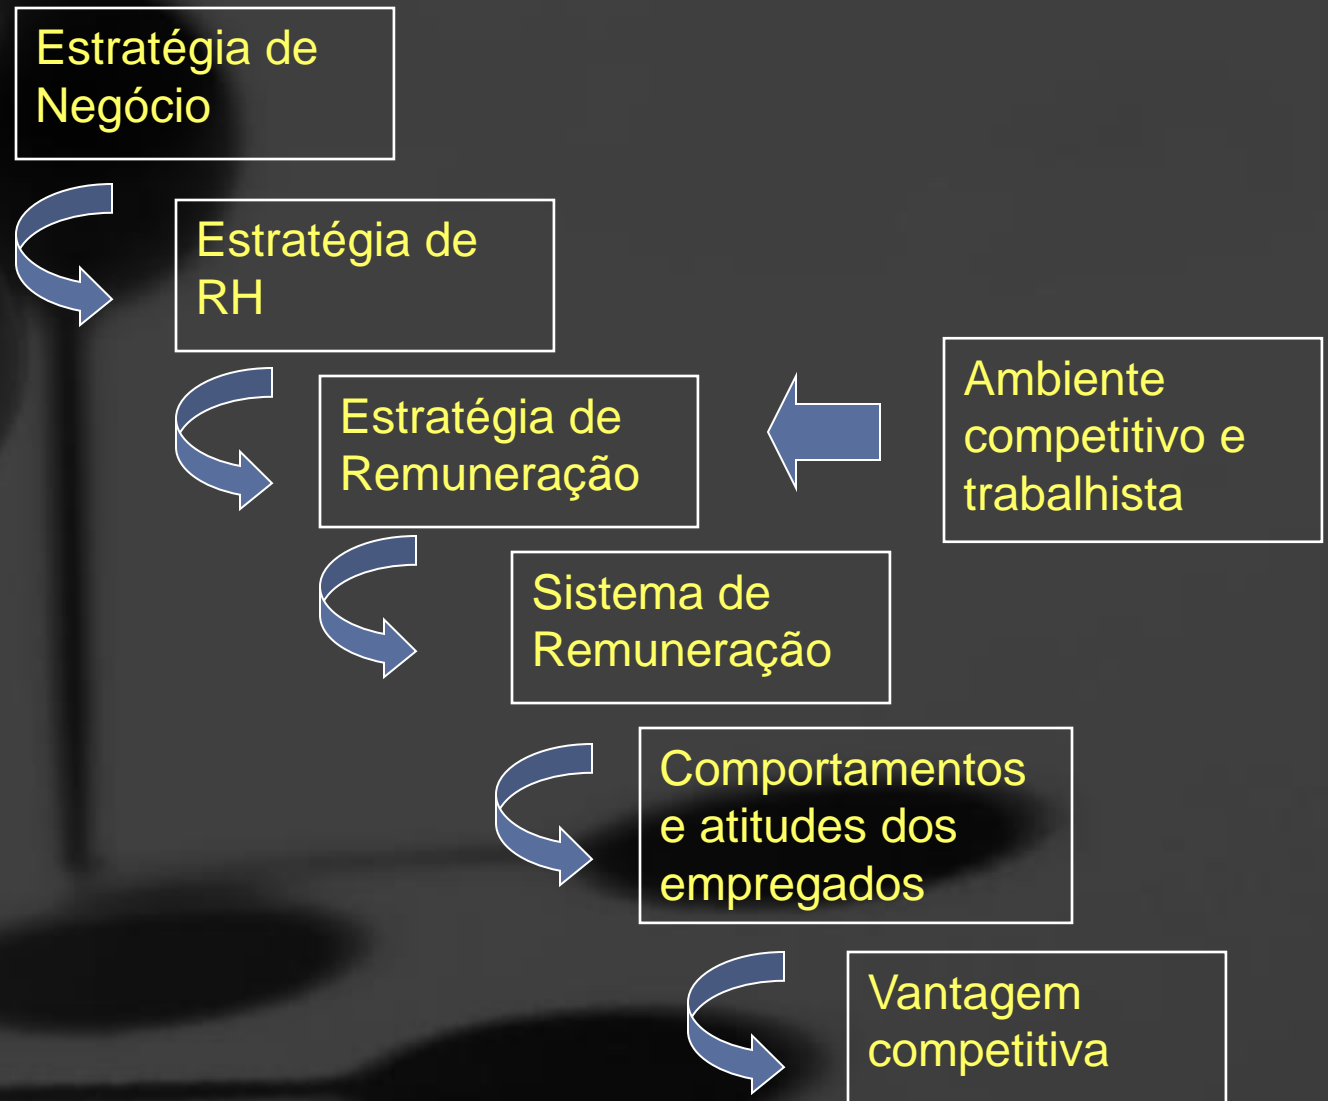 Estratégia de
Negócio
Estratégia de
RH
Estratégia de
Remuneração
Ambiente
competitivo e
trabalhista
Sistema de
Remuneração
Comportamentos
e atitudes dos
empregados
Vantagem
competitiva